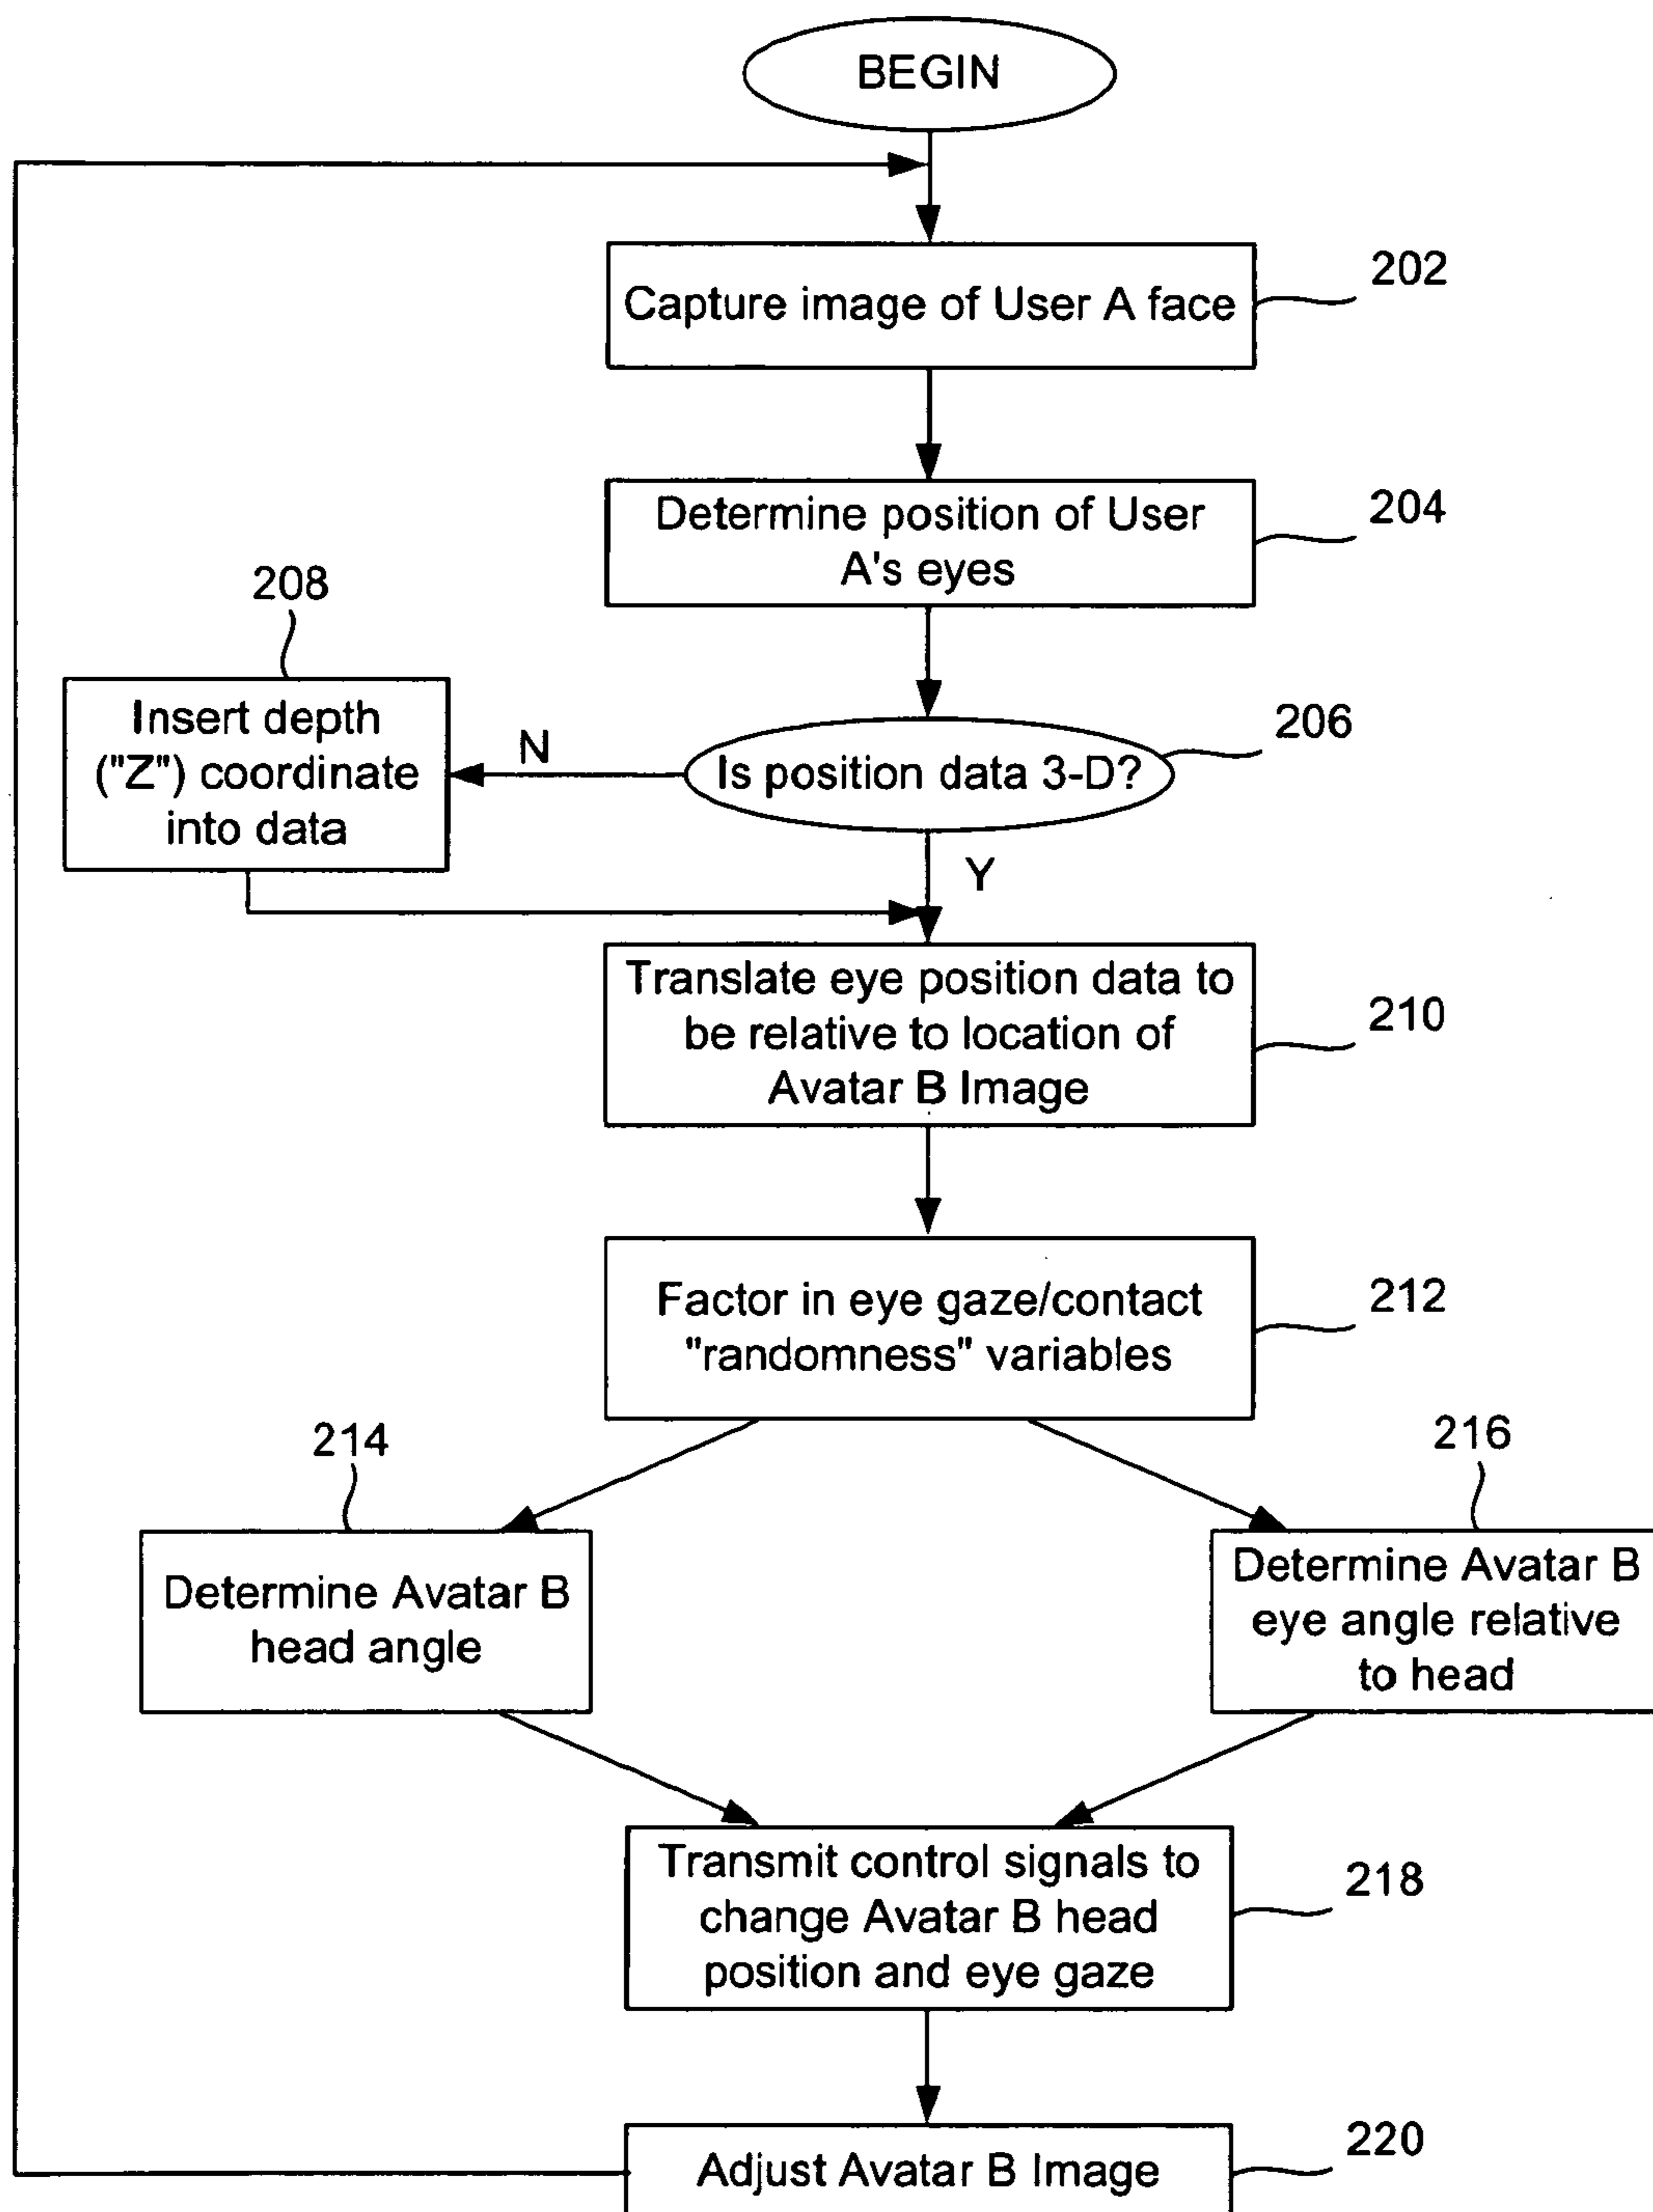 BEGIN
Capture image of User A face
202
Determine position of User
A's eyes
204
208
Insert depth
("Z") coordinate
into data
N
Is position data 3-D?
206
Y
Translate eye position data to
be relative to location of
Avatar B Image
210
Factor in eye gaze/contact
"randomness" variables
212
214
Determine Avatar B
head angle
216
Determine Avatar B
eye angle relative
to head
Transmit control signals to
change Avatar B head
position and eye gaze
218
Adjust Avatar B Image
220